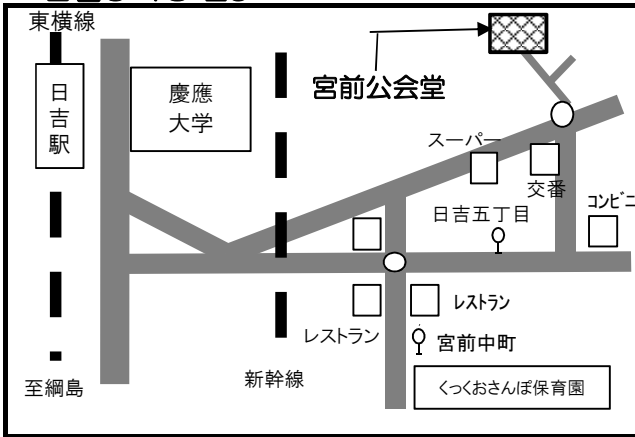 東横線
日吉駅
慶應
大学
宮前公会堂
スーパー
交番
コンビニ
日吉五丁目
レストラン
レストラン
宮前中町
新幹線
至綱島
くっくおさんぽ保育園